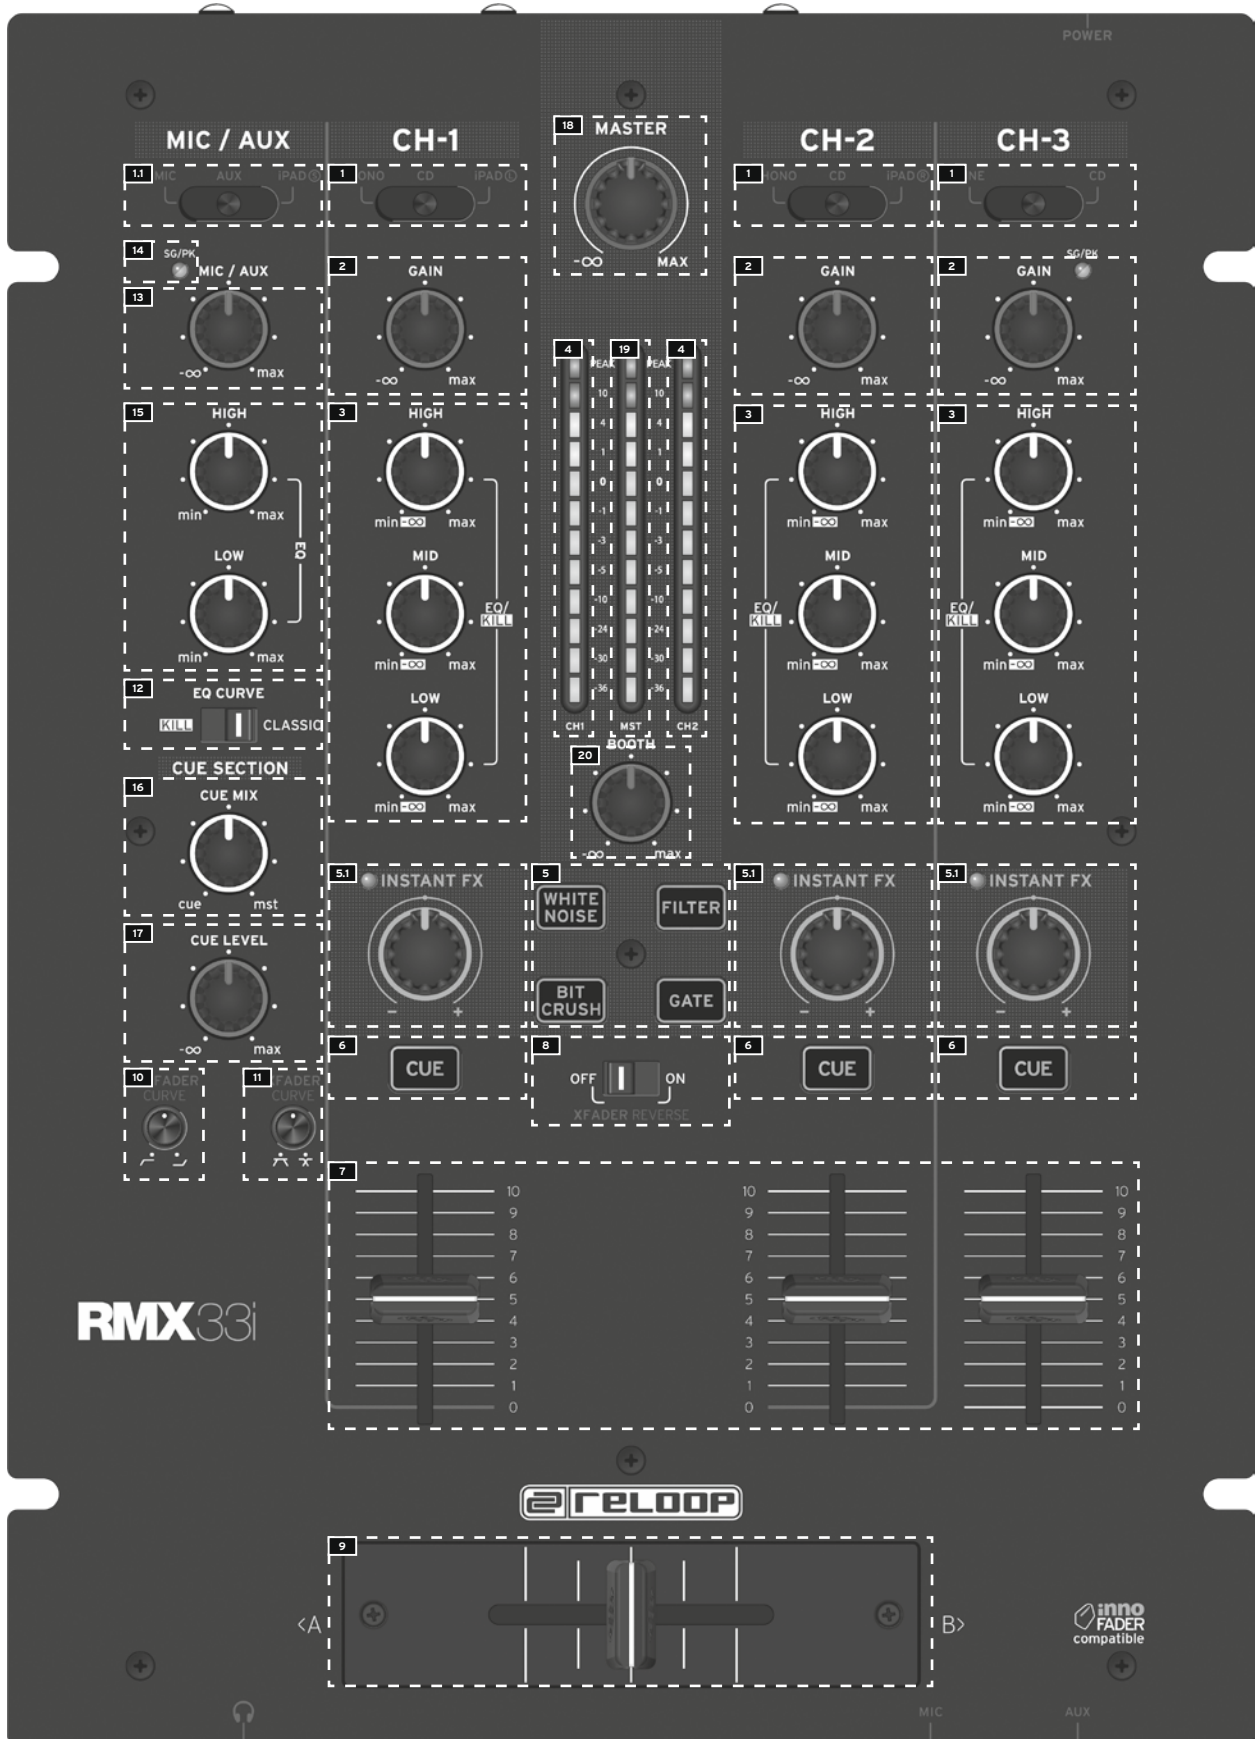 POWER
MIC / AUX
CH-1
18 MASTER
CH-2
CH-3
1.1 MIC AUX iPAD
1 CD iPAD L
1 CD iPAD R
1 CD
-∞ MAX
14 SG/PK
MIC / AUX
2 GAIN
2 GAIN
2 GAIN SG/PK
13
-∞ max
-∞ max
-∞ max
-∞ max
4 19 4
PEAK PEAK
10 10
4 4
1 1
0 0
-1 -1
-3 -3
-5 -5
-10 -10
-24 -24
-30 -30
-36 -36
CH1 MST CH2
15 HIGH
min max
EQ
LOW
min max
3 HIGH
min -∞ max
MID
EQ/
KILL
min -∞ max
LOW
min -∞ max
3 HIGH
min -∞ max
MID
EQ/
KILL
min -∞ max
LOW
min -∞ max
3 HIGH
min -∞ max
MID
EQ/
KILL
min -∞ max
LOW
min -∞ max
12 EQ CURVE
KILL CLASSIC
CUE SECTION
16 CUE MIX
cue mst
20 BOOTH
-∞ max
17 CUE LEVEL
-∞ max
5.1 INSTANT FX
- +
5
WHITE
NOISE
FILTER
BIT
CRUSH
GATE
5.1 INSTANT FX
- +
5.1 INSTANT FX
- +
6 CUE
8
OFF ON
XFADER REVERSE
6 CUE
6 CUE
10 FADER
CURVE
11 FADER
CURVE
7
10 10 10
9 9 9
8 8 8
7 7 7
6 6 6
5 5 5
4 4 4
3 3 3
2 2 2
1 1 1
0 0 0
RMX33i
reloop
9
<A B>
inno
FADER
compatible
MIC AUX